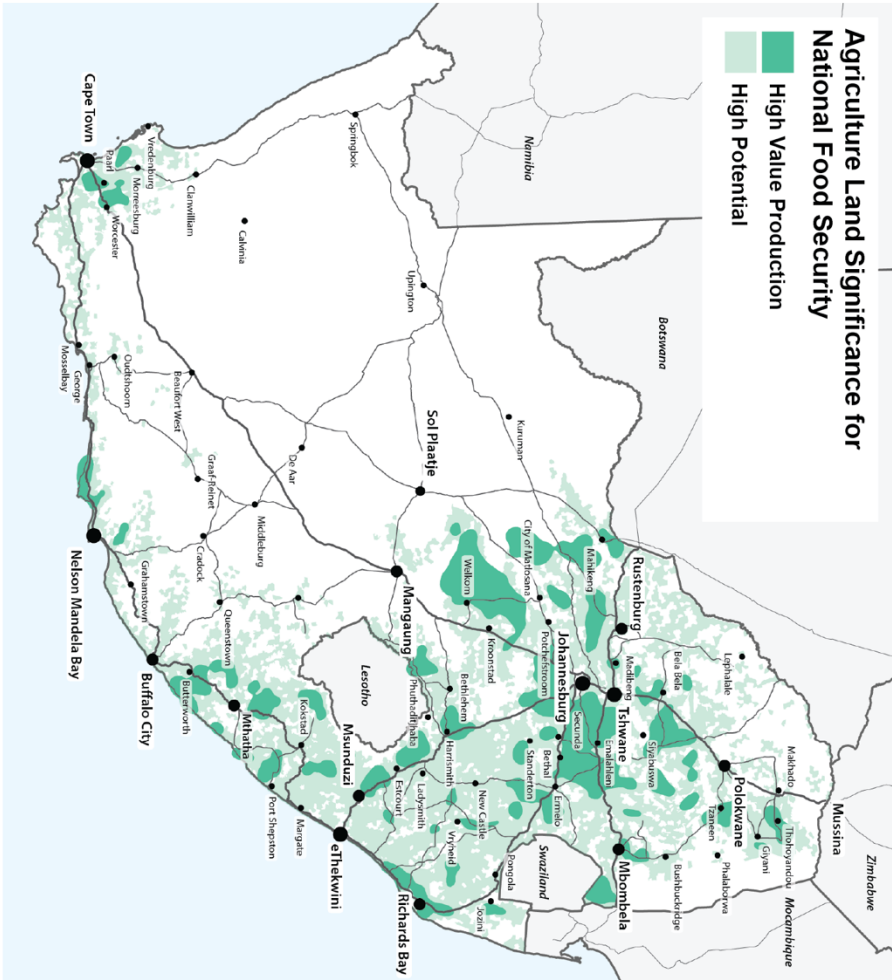 Agriculture Land Significance for
National Food Security
High Value Production
High Potential
Namibia
Botswana
Zimbabwe
Mocambique
Swaziland
Lesotho
Mussina
Makhado
Thohoyandou
Giyani
Lephalale
Polokwane
Tzaneen
Phalaborwa
Bela Bela
Siyabuswa
Bushbuckridge
Rustenburg
Madibeng
Tshwane
Emalahleni
Mbombela
Mahikeng
Johannesburg
Secunda
Bethal
Ermelo
City of Matlosana
Potchefstroom
Standerton
Kuruman
Welkom
Kroonstad
New Castle
Pongola
Jozini
Upington
Sol Plaatje
Mangaung
Bethlehem
Phuthaditjhaba
Harrismith
Ladysmith
Vryheid
Estcourt
Richards Bay
Springbok
Msunduzi
eThekwini
De Aar
Kokstad
Margate
Port Shepston
Calvinia
Middleburg
Mthatha
Clanwilliam
Beaufort West
Graaf-Reinet
Cradock
Queenstown
Butterworth
Vredenburg
Morreesburg
Paarl
Worcester
Cape Town
Oudtshoorn
George
Mosselbay
Grahamstown
Buffalo City
Nelson Mandela Bay